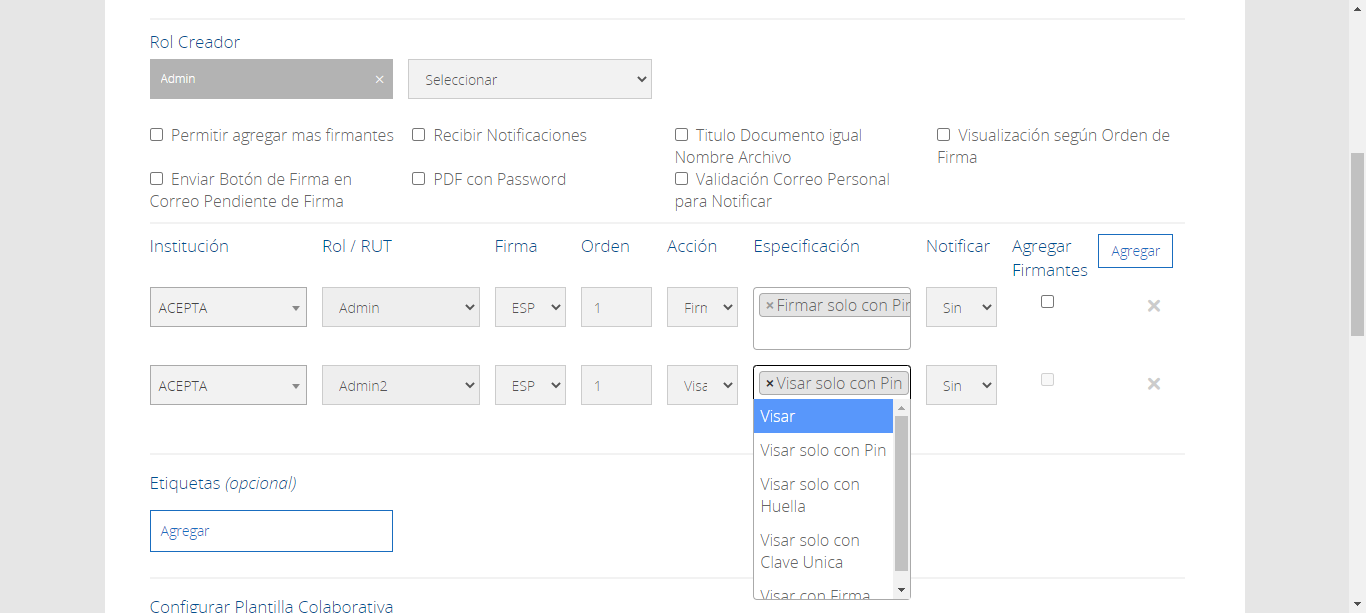 Rol Creador
Admin ×
Seleccionar
Permitir agregar mas firmantes
Recibir Notificaciones
Titulo Documento igual
Nombre Archivo
Visualización según Orden de
Firma
Enviar Botón de Firma en
Correo Pendiente de Firma
PDF con Password
Validación Correo Personal
para Notificar
Institución Rol / RUT Firma Orden Acción Especificación Notificar Agregar
Firmantes
Agregar
ACEPTA Admin ESP 1 Firm ×Firmar solo con Pin Sin ×
ACEPTA Admin2 ESP 1 Visa ×Visar solo con Pin Sin ×
Visar
Visar solo con Pin
Visar solo con
Huella
Visar solo con
Clave Unica
Visar con Firma
Etiquetas (opcional)
Agregar
Configurar Plantilla Colaborativa